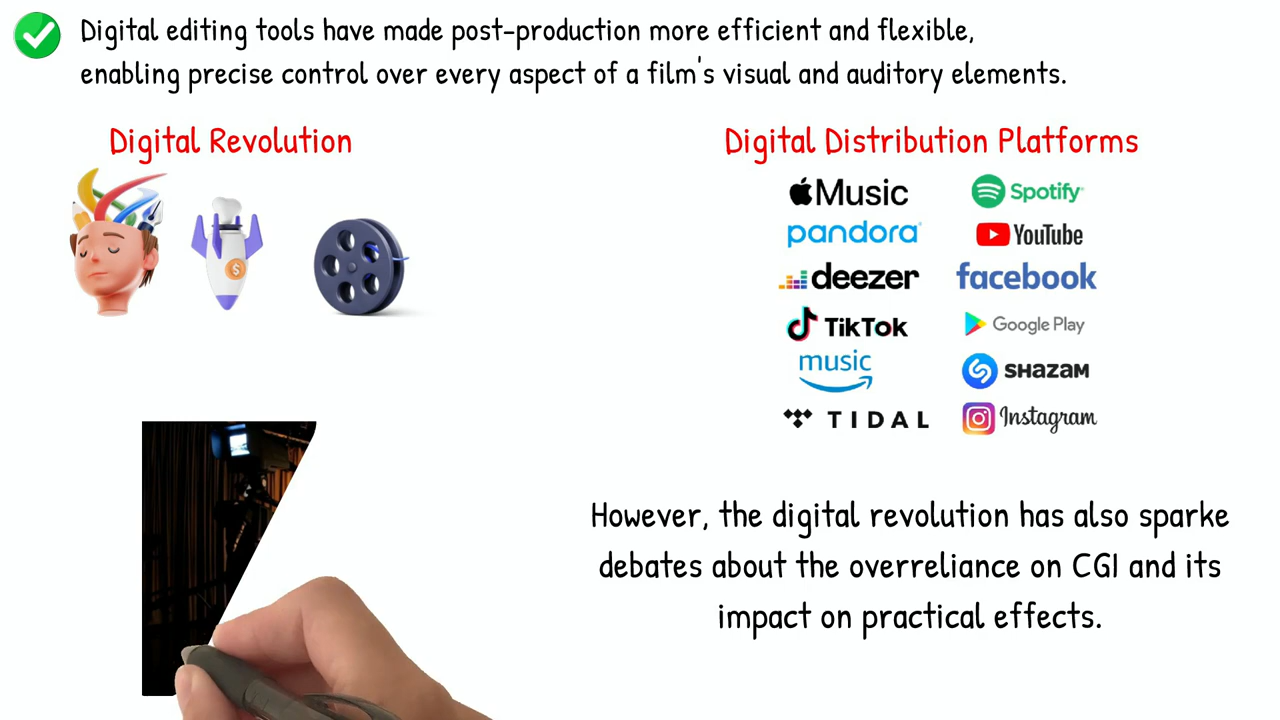 Digital editing tools have made post-production more efficient and flexible,
enabling precise control over every aspect of a film's visual and auditory elements.
Digital Revolution
Digital Distribution Platforms
Music
Spotify
pandora
YouTube
deezer
facebook
TikTok
Google Play
music
SHAZAM
TIDAL
Instagram
$
However, the digital revolution has also sparke
debates about the overreliance on CGI and its
impact on practical effects.